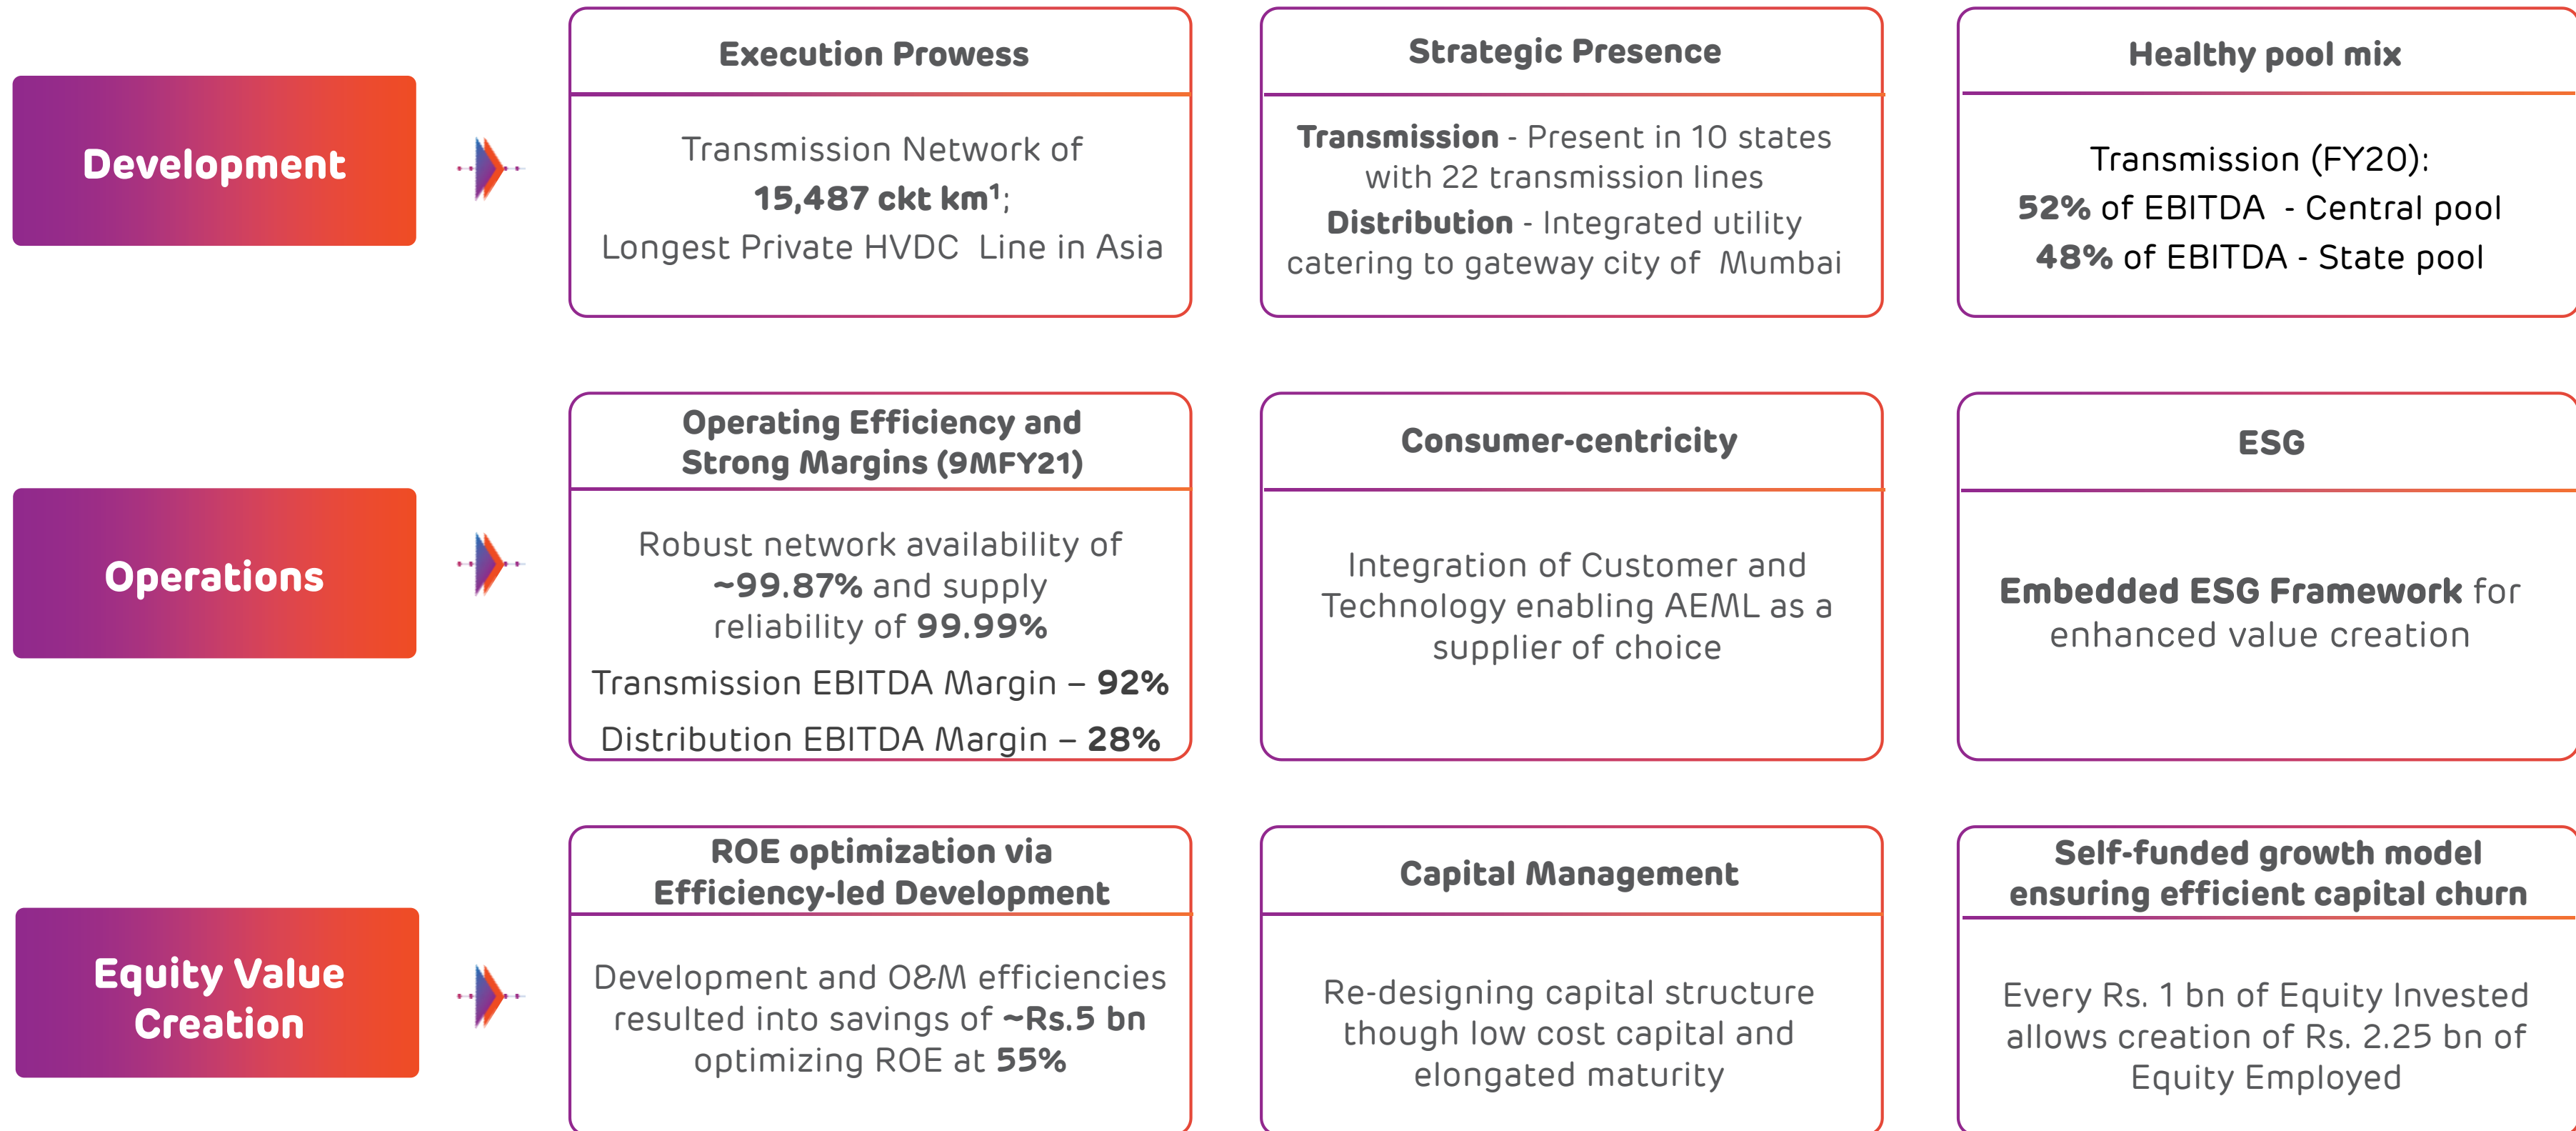 Development
Execution Prowess
Transmission Network of
15,487 ckt km¹;
Longest Private HVDC Line in Asia
Strategic Presence
Transmission - Present in 10 states
with 22 transmission lines
Distribution - Integrated utility
catering to gateway city of Mumbai
Healthy pool mix
Transmission (FY20):
52% of EBITDA - Central pool
48% of EBITDA - State pool
Operations
Operating Efficiency and
Strong Margins (9MFY21)
Robust network availability of
~99.87% and supply
reliability of 99.99%
Transmission EBITDA Margin – 92%
Distribution EBITDA Margin – 28%
Consumer-centricity
Integration of Customer and
Technology enabling AEML as a
supplier of choice
ESG
Embedded ESG Framework for
enhanced value creation
Equity Value
Creation
ROE optimization via
Efficiency-led Development
Development and O&M efficiencies
resulted into savings of ~Rs.5 bn
optimizing ROE at 55%
Capital Management
Re-designing capital structure
though low cost capital and
elongated maturity
Self-funded growth model
ensuring efficient capital churn
Every Rs. 1 bn of Equity Invested
allows creation of Rs. 2.25 bn of
Equity Employed